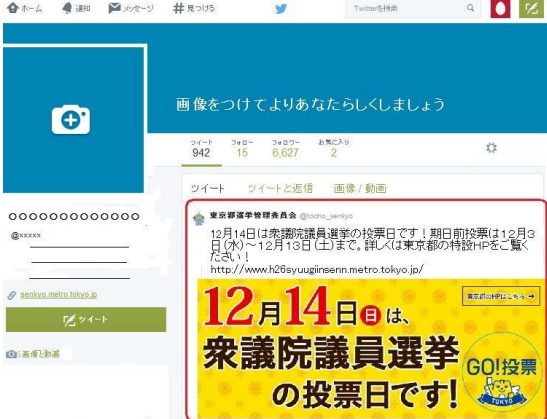 ホーム 通知 メッセージ # 見つける Twitterを検索
画像をつけてよりあなたらしくしましょう
ツイート フォロー フォロワー お気に入り
942 15 6,627 2
ツイート ツイートと返信 画像 / 動画
oooooooooooooo
@xxxxx
senkyo.metro.tokyo.jp
ツイート
画像と動画
東京都選挙管理委員会 @tocho_senkyo
12月14日は衆議院議員選挙の投票日です！期日前投票は12月3
日(水)～12月13日(土)まで。詳しくは東京都の特設HPをご覧く
ださい！
http://www.h26syuugiinsenn.metro.tokyo.jp/
12月14日日は、
東京都のHPはこちら →
衆議院議員選挙
の投票日です!
GO!投票
TOKYO